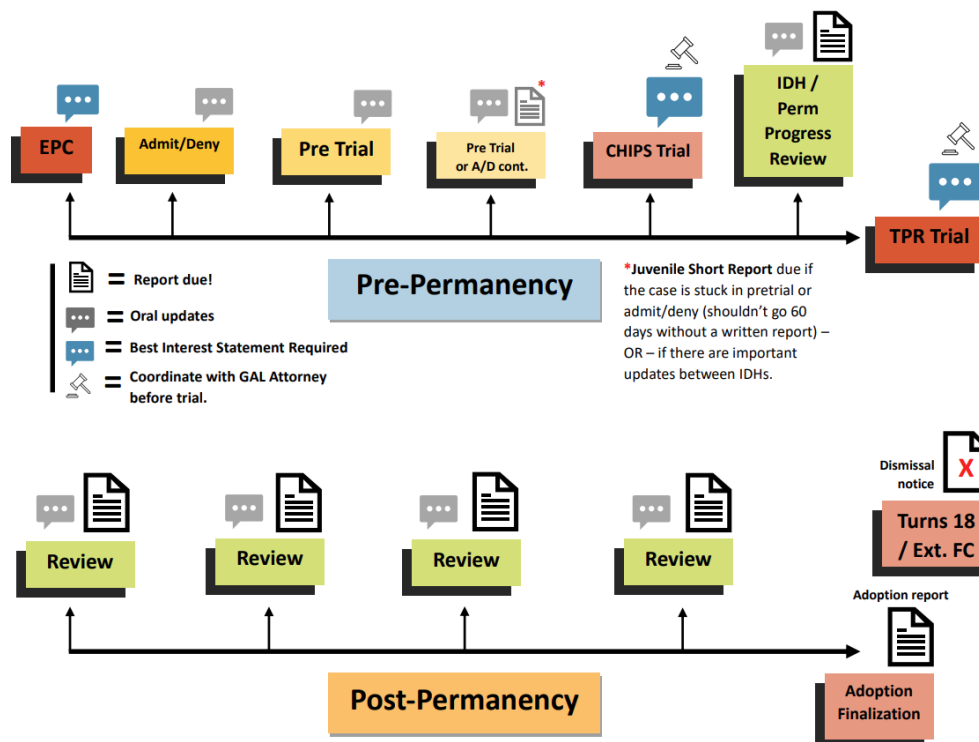 EPC
Admit/Deny
Pre Trial
Pre Trial
or A/D cont.
*
CHIPS Trial
IDH /
Perm
Progress
Review
TPR Trial
= Report due!
= Oral updates
= Best Interest Statement Required
= Coordinate with GAL Attorney
before trial.
Pre-Permanency
*Juvenile Short Report due if
the case is stuck in pretrial or
admit/deny (shouldn't go 60
days without a written report) –
OR – if there are important
updates between IDHs.
Review
Review
Review
Review
Dismissal
notice
X
Turns 18
/ Ext. FC
Adoption report
Adoption
Finalization
Post-Permanency